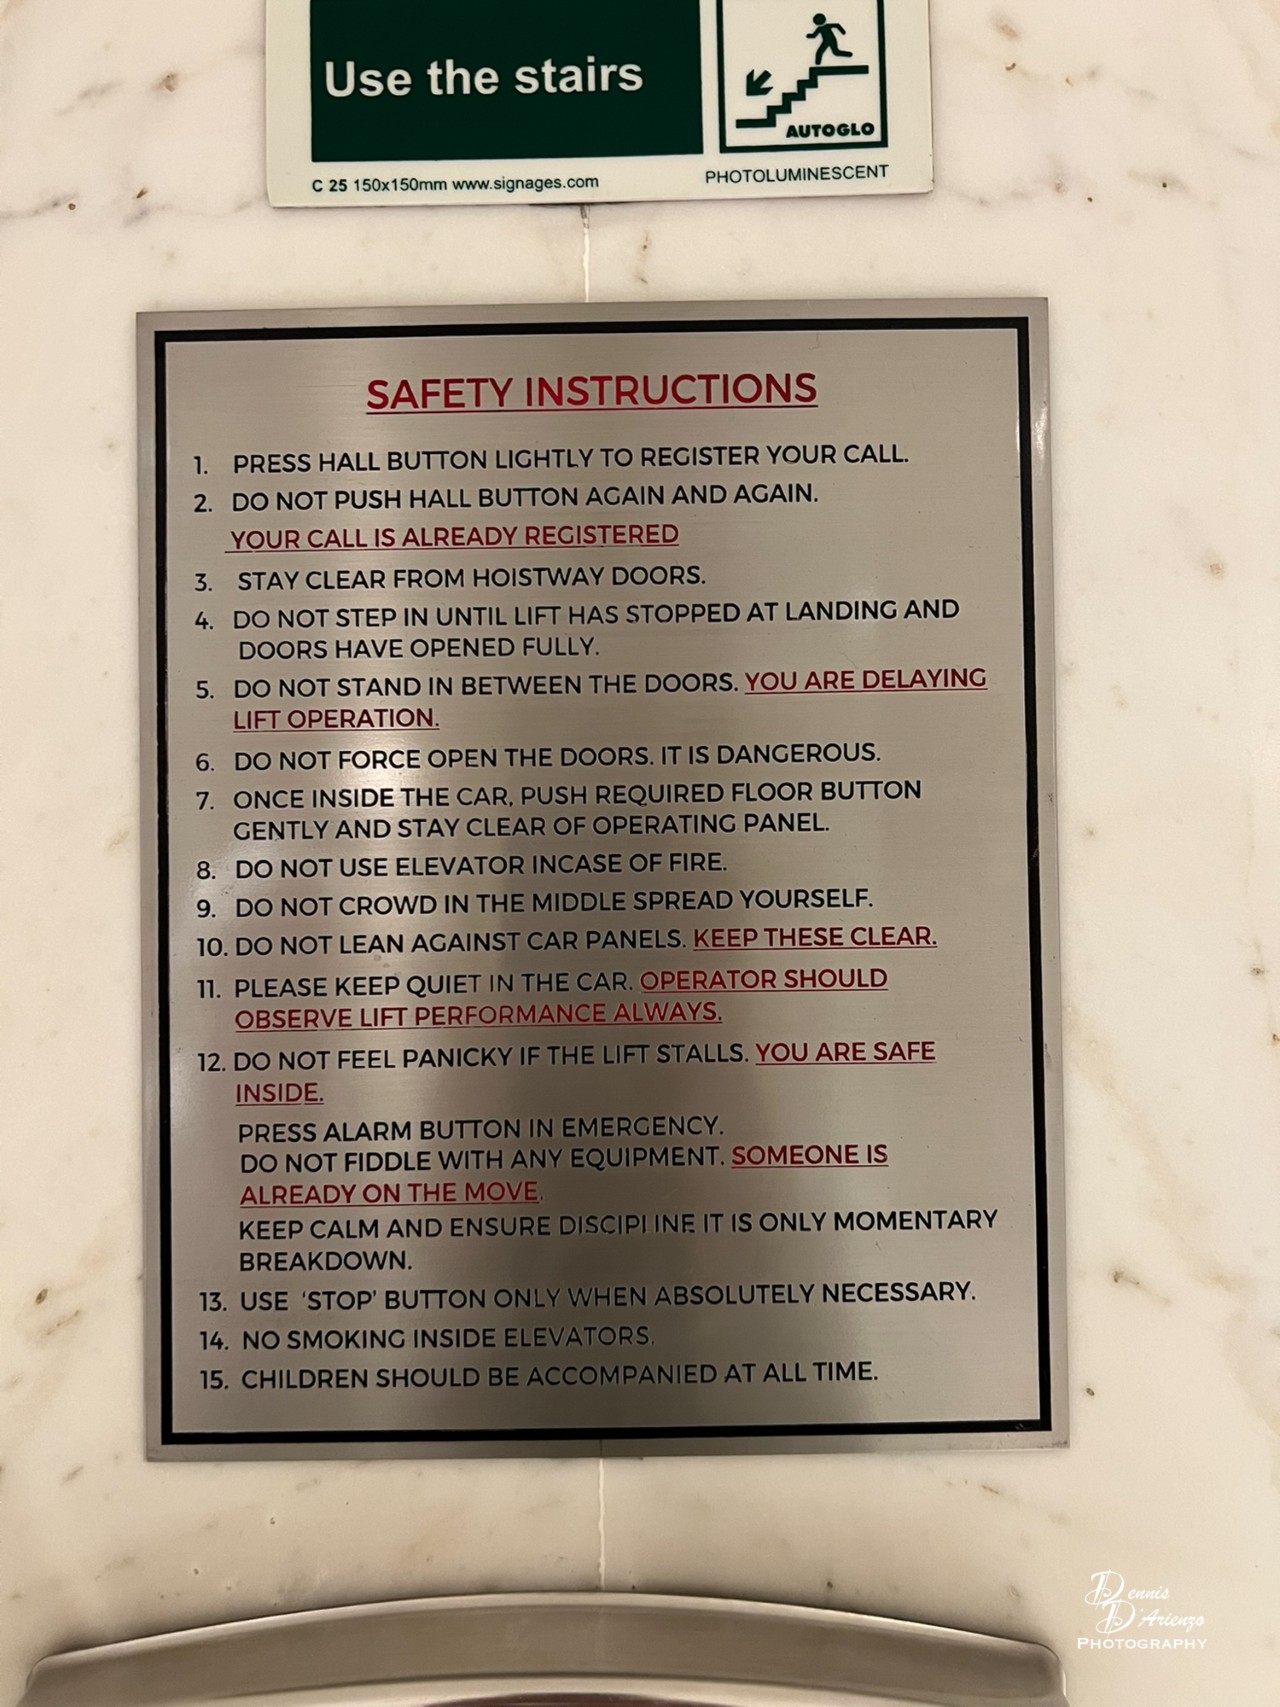 Use the stairs
AUTOGLO
C 25 150x150mm www.signages.com
PHOTOLUMINESCENT
SAFETY INSTRUCTIONS
1. PRESS HALL BUTTON LIGHTLY TO REGISTER YOUR CALL.
2. DO NOT PUSH HALL BUTTON AGAIN AND AGAIN.
YOUR CALL IS ALREADY REGISTERED
3. STAY CLEAR FROM HOISTWAY DOORS.
4. DO NOT STEP IN UNTIL LIFT HAS STOPPED AT LANDING AND
DOORS HAVE OPENED FULLY.
5. DO NOT STAND IN BETWEEN THE DOORS. YOU ARE DELAYING
LIFT OPERATION.
6. DO NOT FORCE OPEN THE DOORS. IT IS DANGEROUS.
7. ONCE INSIDE THE CAR, PUSH REQUIRED FLOOR BUTTON
GENTLY AND STAY CLEAR OF OPERATING PANEL.
8. DO NOT USE ELEVATOR INCASE OF FIRE.
9. DO NOT CROWD IN THE MIDDLE SPREAD YOURSELF.
10. DO NOT LEAN AGAINST CAR PANELS. KEEP THESE CLEAR.
11. PLEASE KEEP QUIET IN THE CAR. OPERATOR SHOULD
OBSERVE LIFT PERFORMANCE ALWAYS.
12. DO NOT FEEL PANICKY IF THE LIFT STALLS. YOU ARE SAFE
INSIDE.
PRESS ALARM BUTTON IN EMERGENCY.
DO NOT FIDDLE WITH ANY EQUIPMENT. SOMEONE IS
ALREADY ON THE MOVE.
KEEP CALM AND ENSURE DISCIPLINE IT IS ONLY MOMENTARY
BREAKDOWN.
13. USE 'STOP' BUTTON ONLY WHEN ABSOLUTELY NECESSARY.
14. NO SMOKING INSIDE ELEVATORS.
15. CHILDREN SHOULD BE ACCOMPANIED AT ALL TIME.
Dennis
D'Arienzo
PHOTOGRAPHY